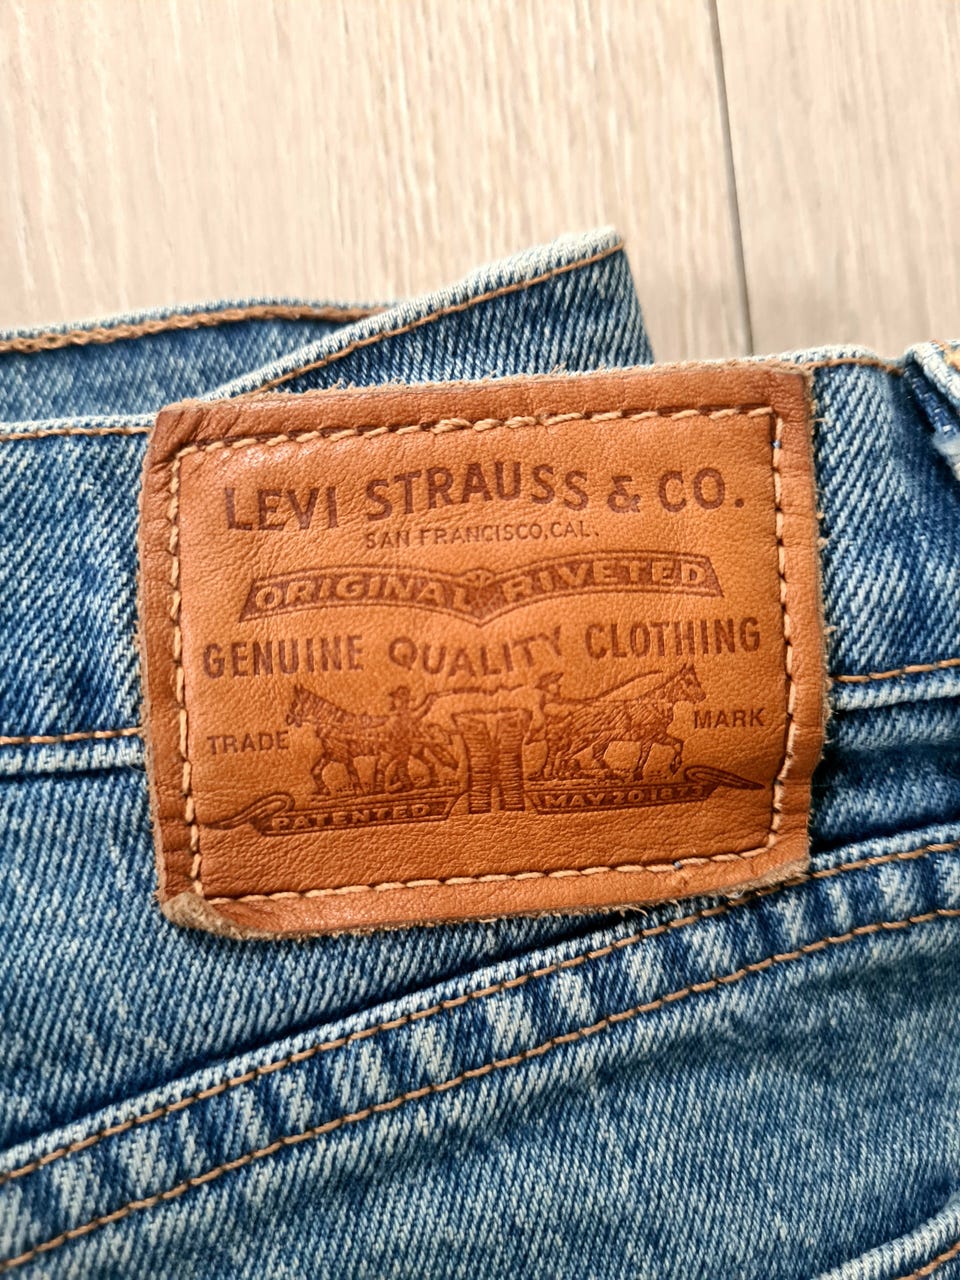 LEVI STRAUSS & CO.
SAN FRANCISCO, CAL.
ORIGINAL RIVETED
GENUINE QUALITY CLOTHING
TRADE MARK
PATENTED MAY 20 1873